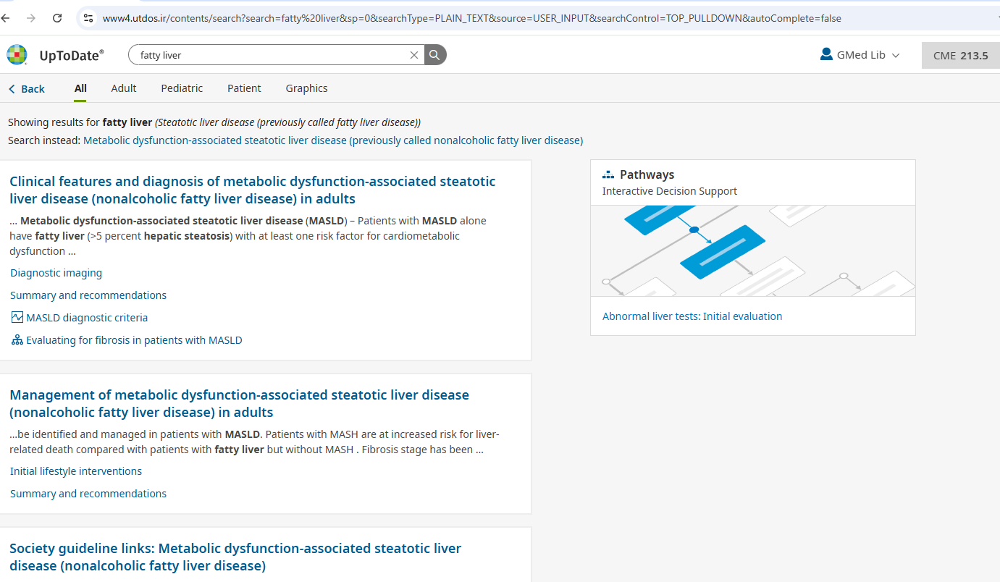 www4.utdos.ir/contents/search?search=fatty%20liver&sp=0&searchType=PLAIN_TEXT&source=USER_INPUT&searchControl=TOP_PULLDOWN&autoComplete=false
UpToDate®
fatty liver
GMed Lib
CME 213.5
Back
All
Adult
Pediatric
Patient
Graphics
Showing results for fatty liver (Steatotic liver disease (previously called fatty liver disease))
Search instead: Metabolic dysfunction-associated steatotic liver disease (previously called nonalcoholic fatty liver disease)
Clinical features and diagnosis of metabolic dysfunction-associated steatotic
liver disease (nonalcoholic fatty liver disease) in adults
... Metabolic dysfunction-associated steatotic liver disease (MASLD) – Patients with MASLD alone
have fatty liver (>5 percent hepatic steatosis) with at least one risk factor for cardiometabolic
dysfunction ...
Diagnostic imaging
Summary and recommendations
MASLD diagnostic criteria
Evaluating for fibrosis in patients with MASLD
Management of metabolic dysfunction-associated steatotic liver disease
(nonalcoholic fatty liver disease) in adults
...be identified and managed in patients with MASLD. Patients with MASH are at increased risk for liver-
related death compared with patients with fatty liver but without MASH . Fibrosis stage has been ...
Initial lifestyle interventions
Summary and recommendations
Society guideline links: Metabolic dysfunction-associated steatotic liver
disease (nonalcoholic fatty liver disease)
Pathways
Interactive Decision Support
Abnormal liver tests: Initial evaluation